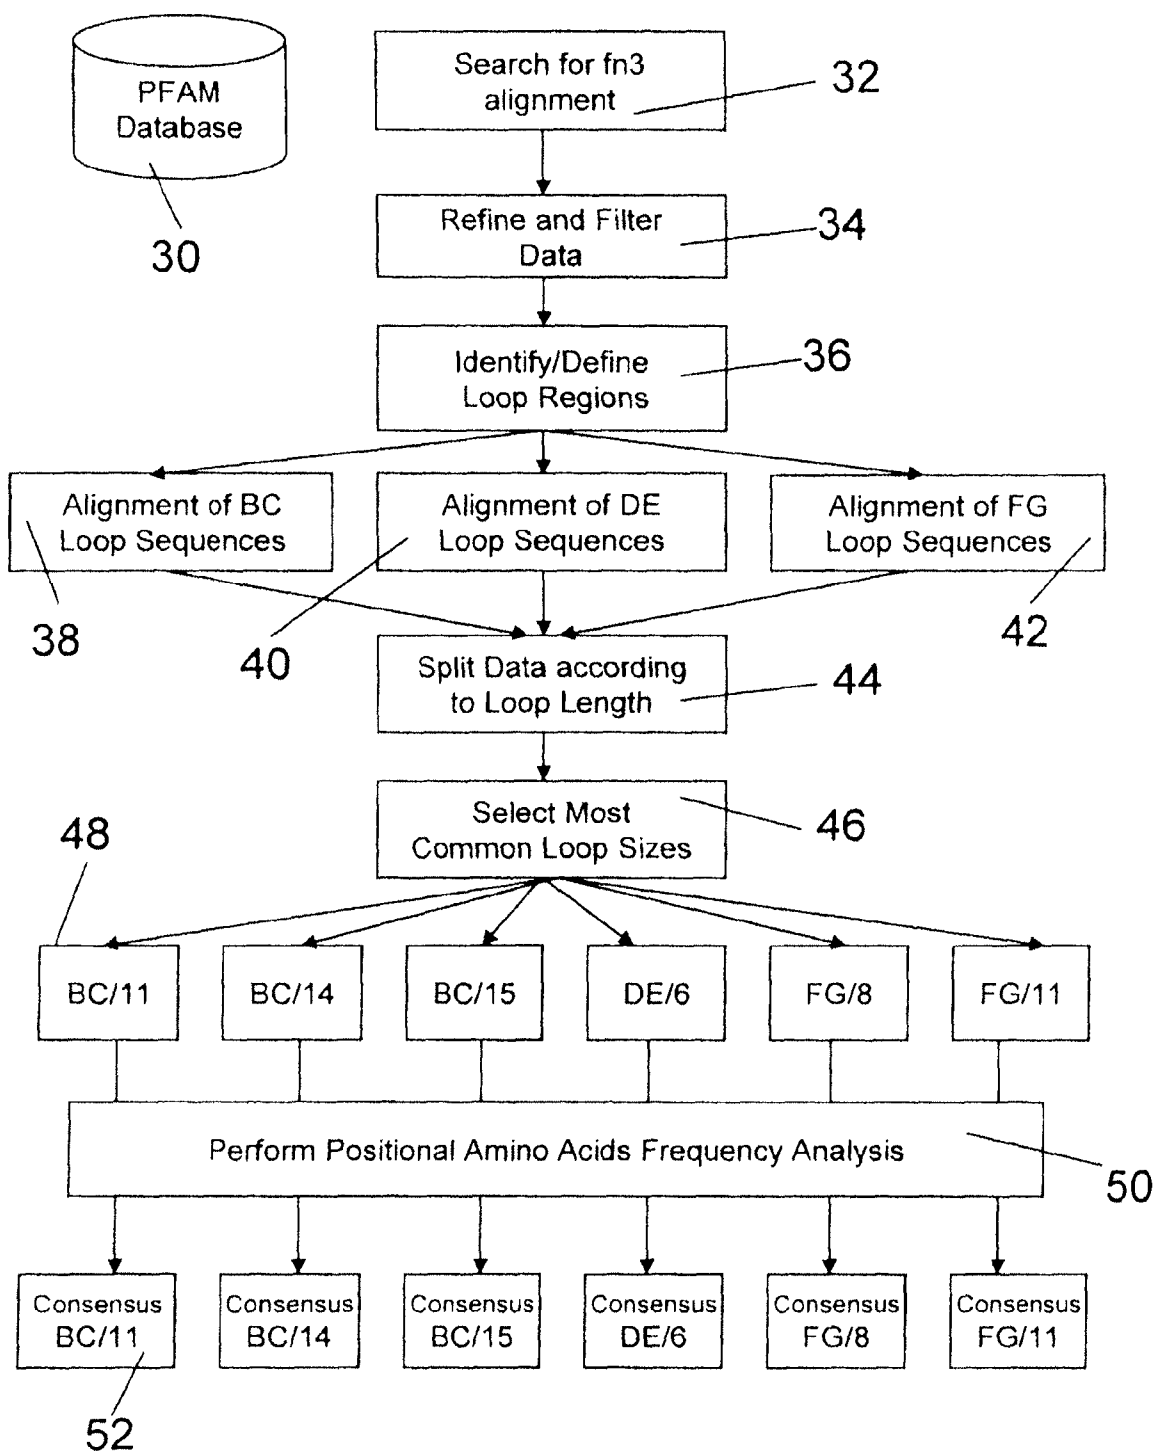 PFAM
Database
30
Search for fn3
alignment
32
Refine and Filter
Data
34
Identify/Define
Loop Regions
36
Alignment of BC
Loop Sequences
38
Alignment of DE
Loop Sequences
40
Alignment of FG
Loop Sequences
42
Split Data according
to Loop Length
44
Select Most
Common Loop Sizes
46
48
BC/11
BC/14
BC/15
DE/6
FG/8
FG/11
Perform Positional Amino Acids Frequency Analysis
50
Consensus
BC/11
Consensus
BC/14
Consensus
BC/15
Consensus
DE/6
Consensus
FG/8
Consensus
FG/11
52